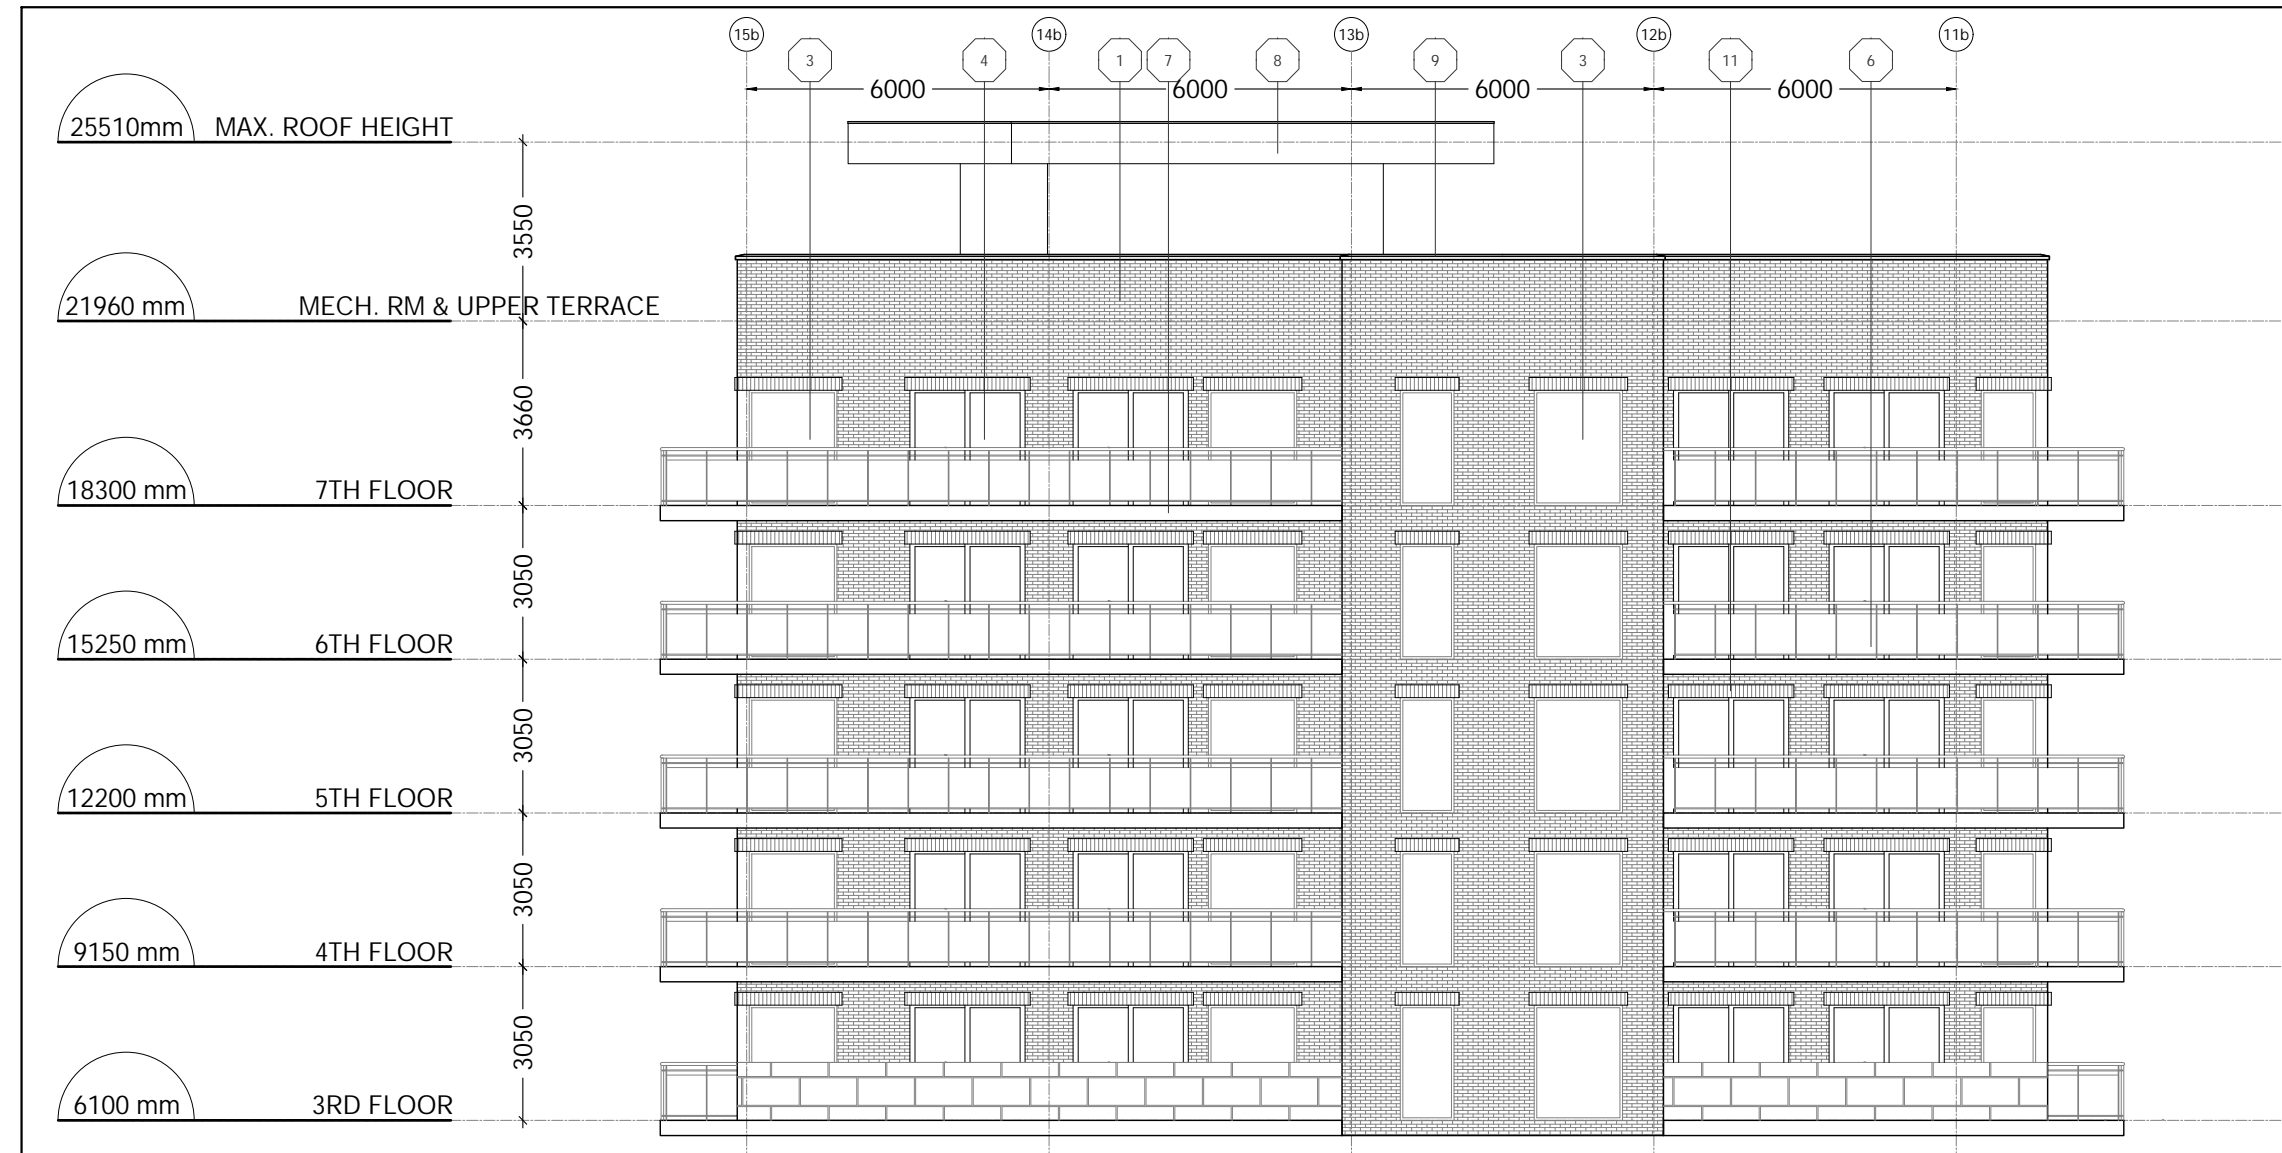 15b 14b 13b 12b 11b
3 4 1 7 8 9 3 11 6
6000 6000 6000 6000
25510mm MAX. ROOF HEIGHT
3550
21960 mm MECH. RM & UPPER TERRACE
3660
18300 mm 7TH FLOOR
3050
15250 mm 6TH FLOOR
3050
12200 mm 5TH FLOOR
3050
9150 mm 4TH FLOOR
3050
6100 mm 3RD FLOOR